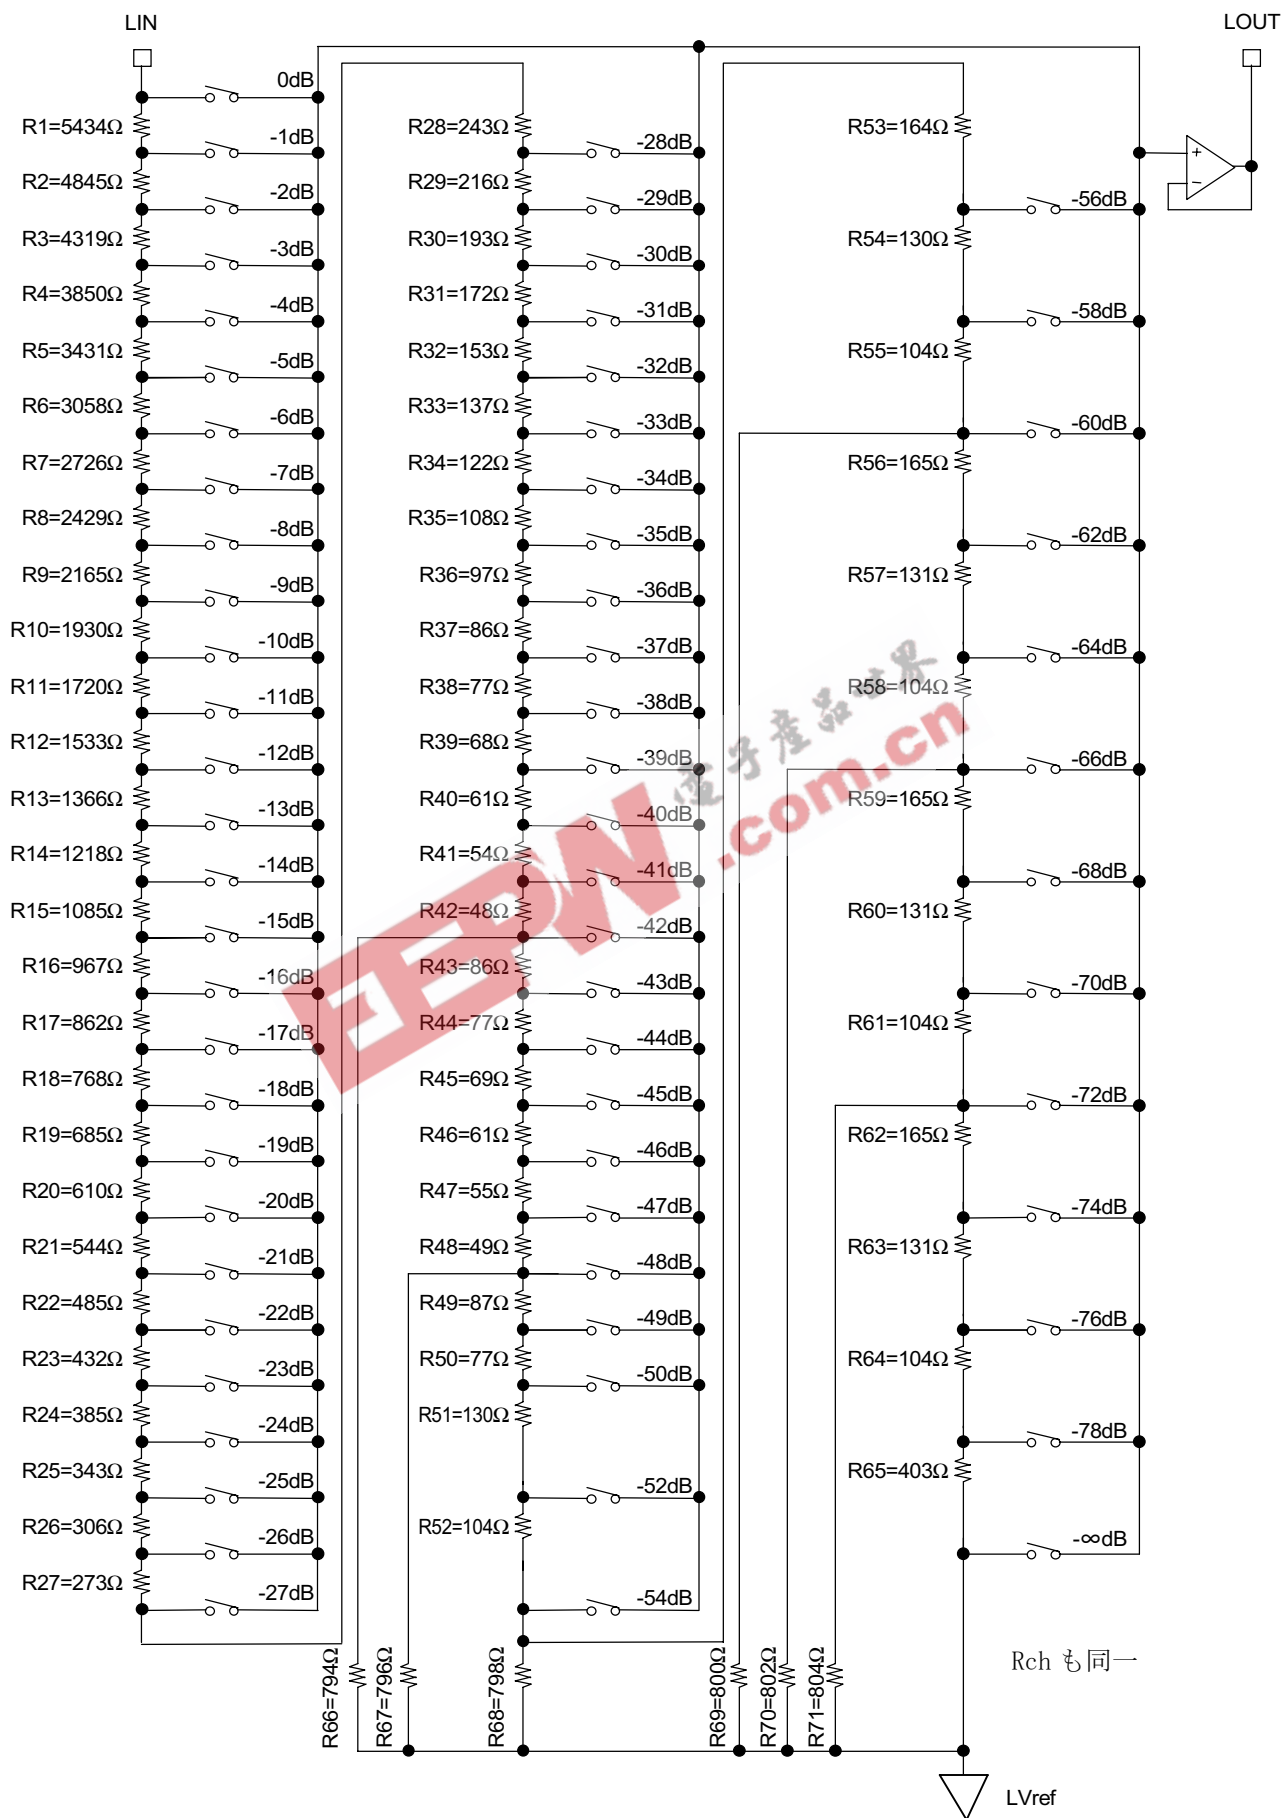 LIN
LOUT
0dB
R1=5434Ω
-1dB
R2=4845Ω
-2dB
R3=4319Ω
-3dB
R4=3850Ω
-4dB
R5=3431Ω
-5dB
R6=3058Ω
-6dB
R7=2726Ω
-7dB
R8=2429Ω
-8dB
R9=2165Ω
-9dB
R10=1930Ω
-10dB
R11=1720Ω
-11dB
R12=1533Ω
-12dB
R13=1366Ω
-13dB
R14=1218Ω
-14dB
R15=1085Ω
-15dB
R16=967Ω
-16dB
R17=862Ω
-17dB
R18=768Ω
-18dB
R19=685Ω
-19dB
R20=610Ω
-20dB
R21=544Ω
-21dB
R22=485Ω
-22dB
R23=432Ω
-23dB
R24=385Ω
-24dB
R25=343Ω
-25dB
R26=306Ω
-26dB
R27=273Ω
-27dB
R28=243Ω
-28dB
R29=216Ω
-29dB
R30=193Ω
-30dB
R31=172Ω
-31dB
R32=153Ω
-32dB
R33=137Ω
-33dB
R34=122Ω
-34dB
R35=108Ω
-35dB
R36=97Ω
-36dB
R37=86Ω
-37dB
R38=77Ω
-38dB
R39=68Ω
-39dB
R40=61Ω
-40dB
R41=54Ω
-41dB
R42=48Ω
-42dB
R43=86Ω
-43dB
R44=77Ω
-44dB
R45=69Ω
-45dB
R46=61Ω
-46dB
R47=55Ω
-47dB
R48=49Ω
-48dB
R49=87Ω
-49dB
R50=77Ω
-50dB
R51=130Ω
-52dB
R52=104Ω
-54dB
R53=164Ω
-56dB
R54=130Ω
-58dB
R55=104Ω
-60dB
R56=165Ω
-62dB
R57=131Ω
-64dB
R58=104Ω
-66dB
R59=165Ω
-68dB
R60=131Ω
-70dB
R61=104Ω
-72dB
R62=165Ω
-74dB
R63=131Ω
-76dB
R64=104Ω
-78dB
R65=403Ω
-∞dB
+
−
R66=794Ω
R67=796Ω
R68=798Ω
R69=800Ω
R70=802Ω
R71=804Ω
Rch も同一
LVref
電子産品世界
EEPW.com.cn